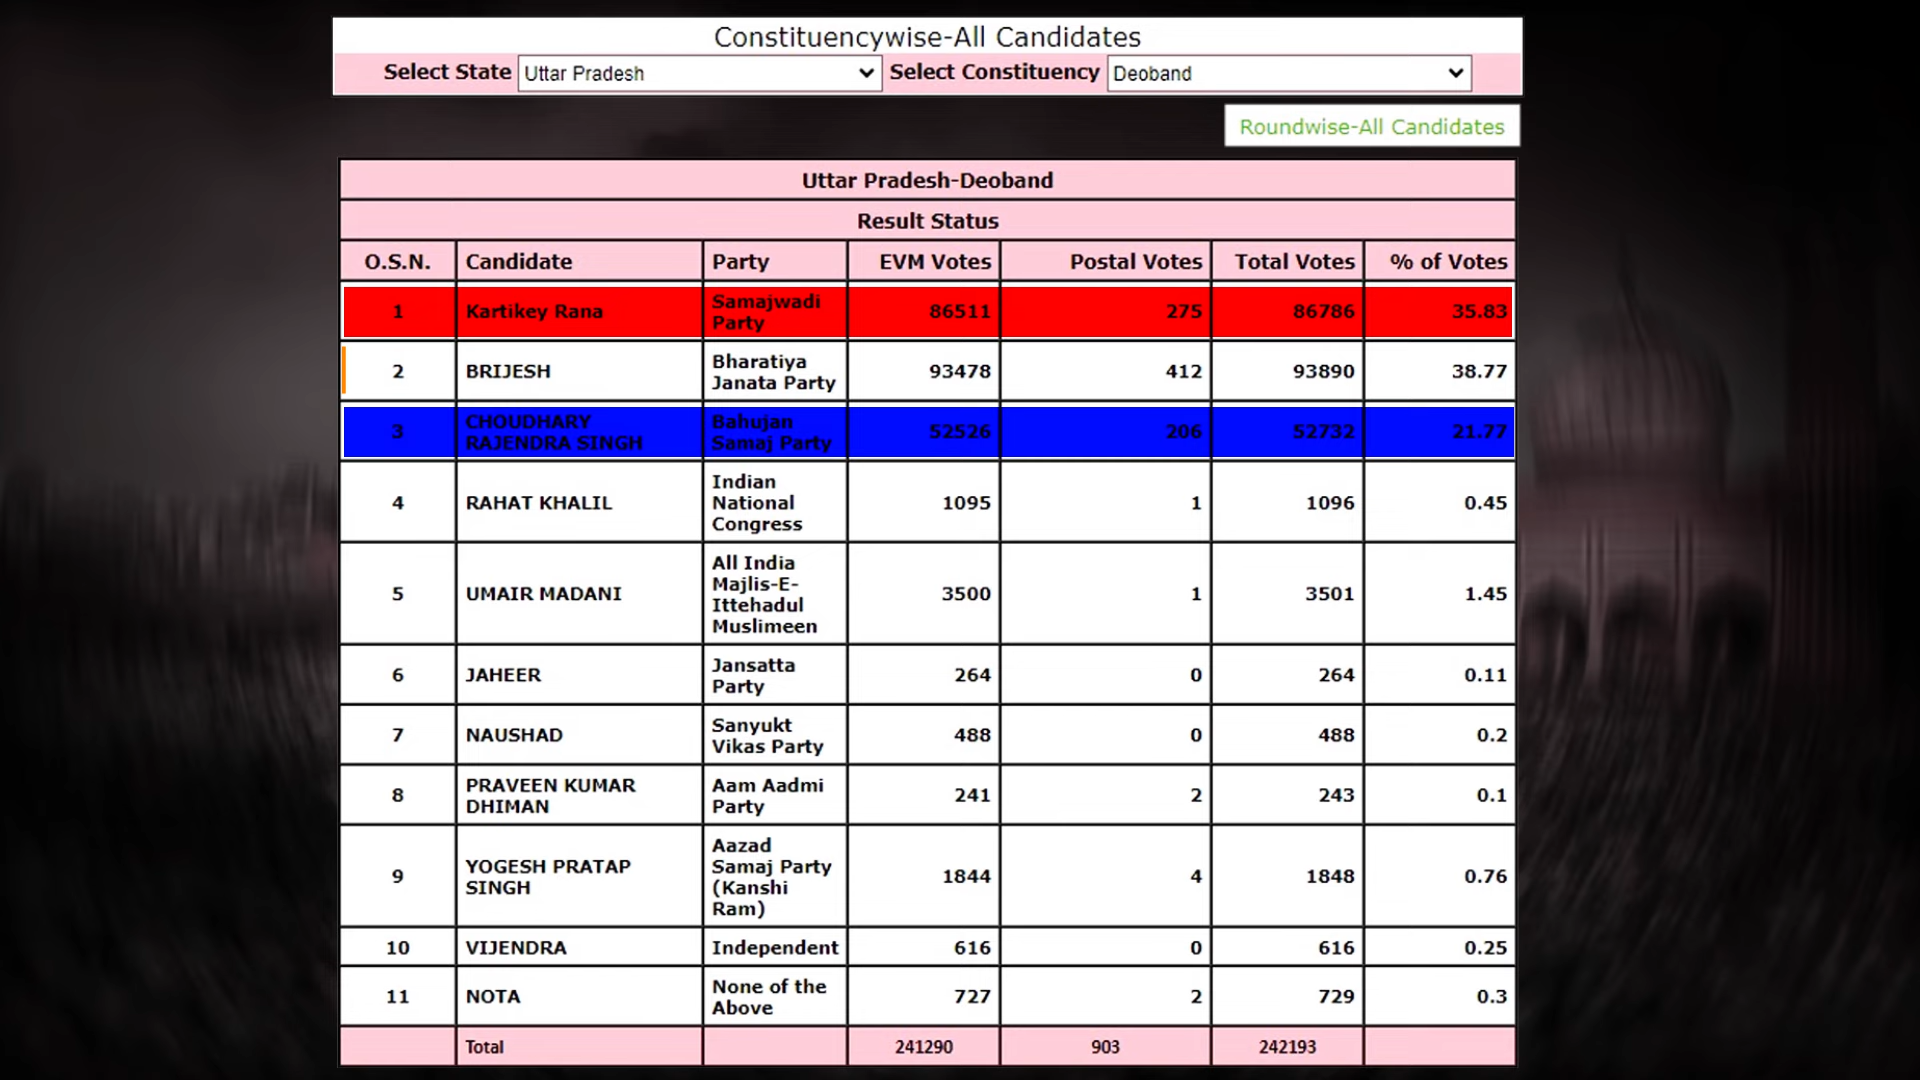 Constituencywise-All Candidates
Select State Uttar Pradesh Select Constituency Deoband
Roundwise-All Candidates
Uttar Pradesh-Deoband
Result Status
O.S.N. Candidate Party EVM Votes Postal Votes Total Votes % of Votes
1 Kartikey Rana Samajwadi Party 86511 275 86786 35.83
2 BRIJESH Bharatiya Janata Party 93478 412 93890 38.77
3 CHOUDHARY RAJENDRA SINGH Bahujan Samaj Party 52526 206 52732 21.77
4 RAHAT KHALIL Indian National Congress 1095 1 1096 0.45
5 UMAIR MADANI All India Majlis-E-Ittehadul Muslimeen 3500 1 3501 1.45
6 JAHEER Jansatta Party 264 0 264 0.11
7 NAUSHAD Sanyukt Vikas Party 488 0 488 0.2
8 PRAVEEN KUMAR DHIMAN Aam Aadmi Party 241 2 243 0.1
9 YOGESH PRATAP SINGH Aazad Samaj Party (Kanshi Ram) 1844 4 1848 0.76
10 VIJENDRA Independent 616 0 616 0.25
11 NOTA None of the Above 727 2 729 0.3
Total 241290 903 242193